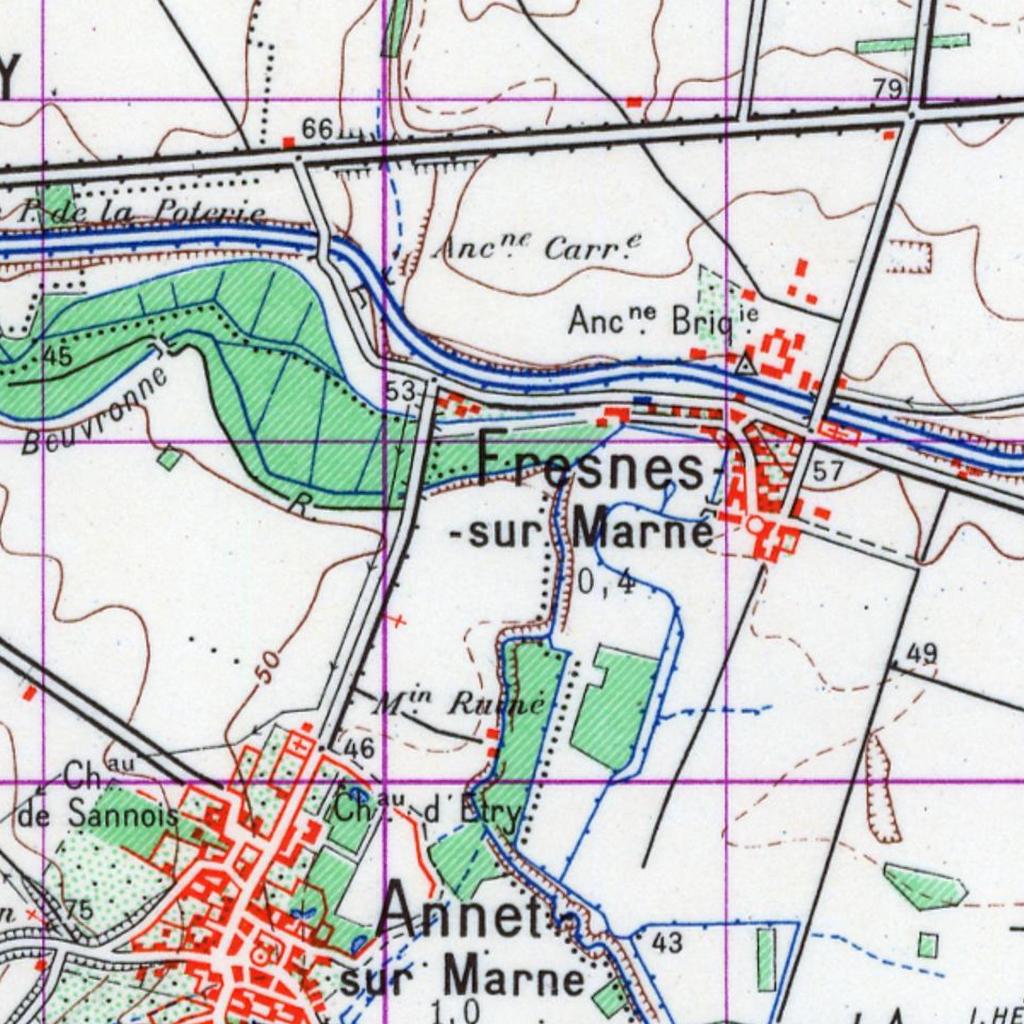 Y
66
79
P. de la Poterie
Ancⁿᵉ Carrᵉ
Ancⁿᵉ Briqⁱᵉ
45
53
Beuvronne
R.
Fresnes-
-sur Marne
57
0,4
50
49
Mⁱⁿ Ruiné
46
Chᵃᵘ
de Sannois
Chᵃᵘ d'Etry
75
Annet-
sur Marne
43
1,0